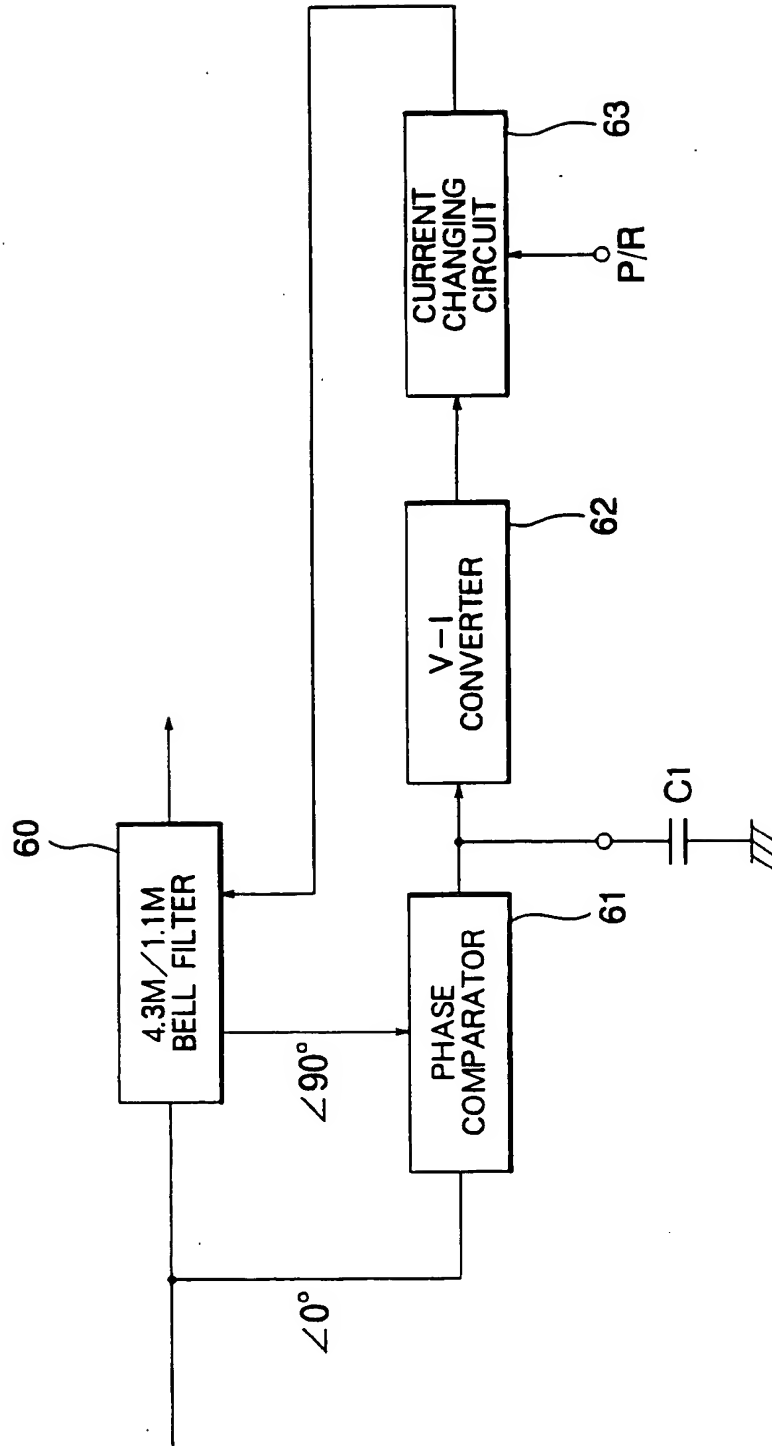 60
4.3M/1.1M
BELL FILTER
∠0°
∠90°
PHASE
COMPARATOR
61
C1
V-I
CONVERTER
62
CURRENT
CHANGING
CIRCUIT
63
P/R